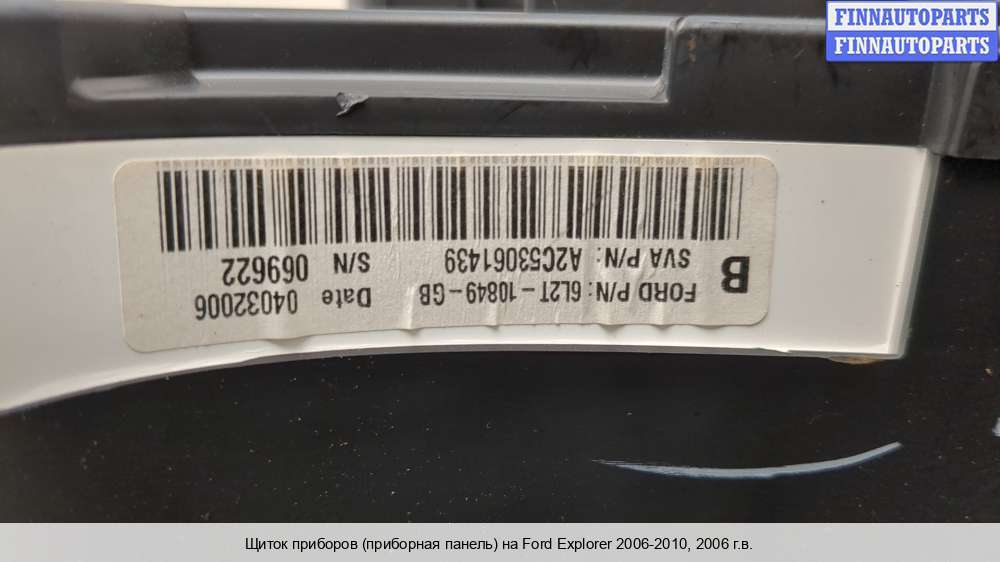 FINNAUTOPARTS
FINNAUTOPARTS
B
FORD P/N: 6L2T-10849-GB Date 04032006
SVA P/N: A2C53061439 S/N 069622
Щиток приборов (приборная панель) на Ford Explorer 2006-2010, 2006 г.в.